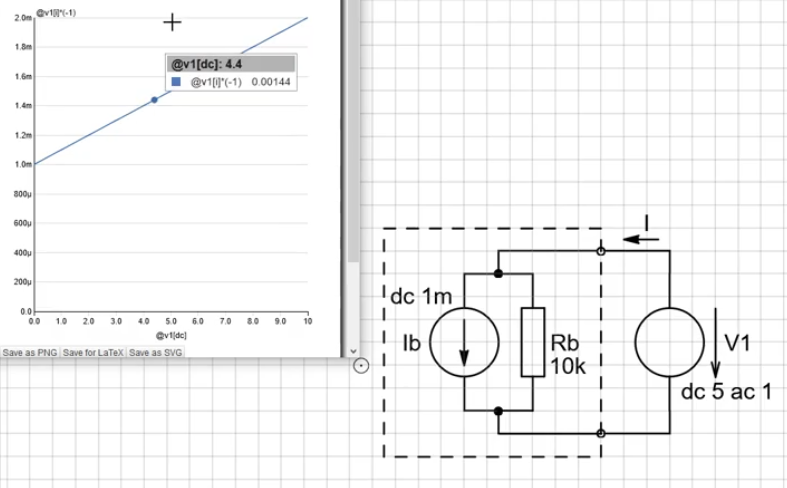 @v1[i]*(-1)
2.0m
1.8m
1.6m
1.4m
1.2m
1.0m
800µ
600µ
400µ
200µ
0.0
@v1[dc]: 4.4
@v1[i]*(-1) 0.00144
0.0 1.0 2.0 3.0 4.0 5.0 6.0 7.0 8.0 9.0 10
@v1[dc]
Save as PNG Save for LaTeX Save as SVG
I
dc 1m
Ib
Rb
10k
V1
dc 5 ac 1